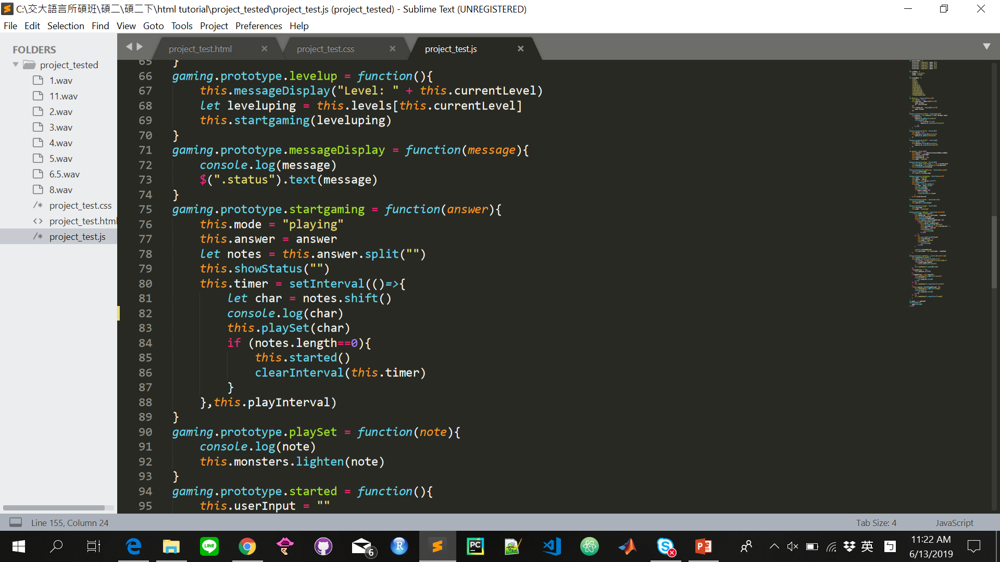 C:\交大語言所碩班\碩二\碩二下\html tutorial\project_tested\project_test.js (project_tested) - Sublime Text (UNREGISTERED)
File Edit Selection Find View Goto Tools Project Preferences Help
FOLDERS
project_tested
1.wav
11.wav
2.wav
3.wav
4.wav
5.wav
6.5.wav
8.wav
/* project_test.css
<> project_test.html
/* project_test.js
project_test.html × project_test.css × project_test.js ×
65 }
66 gaming.prototype.levelup = function(){
67 this.messageDisplay("Level: " + this.currentLevel)
68 let leveluping = this.levels[this.currentLevel]
69 this.startgaming(leveluping)
70 }
71 gaming.prototype.messageDisplay = function(message){
72 console.log(message)
73 $(".status").text(message)
74 }
75 gaming.prototype.startgaming = function(answer){
76 this.mode = "playing"
77 this.answer = answer
78 let notes = this.answer.split("")
79 this.showStatus("")
80 this.timer = setInterval(()=>{
81 let char = notes.shift()
82 console.log(char)
83 this.playSet(char)
84 if (notes.length==0){
85 this.started()
86 clearInterval(this.timer)
87 }
88 },this.playInterval)
89 }
90 gaming.prototype.playSet = function(note){
91 console.log(note)
92 this.monsters.lighten(note)
93 }
94 gaming.prototype.started = function(){
95 this.userInput = ""
Line 155, Column 24 Tab Size: 4 JavaScript
LINE
6
R
PC
S
P
英
ㄅ
11:22 AM
6/13/2019